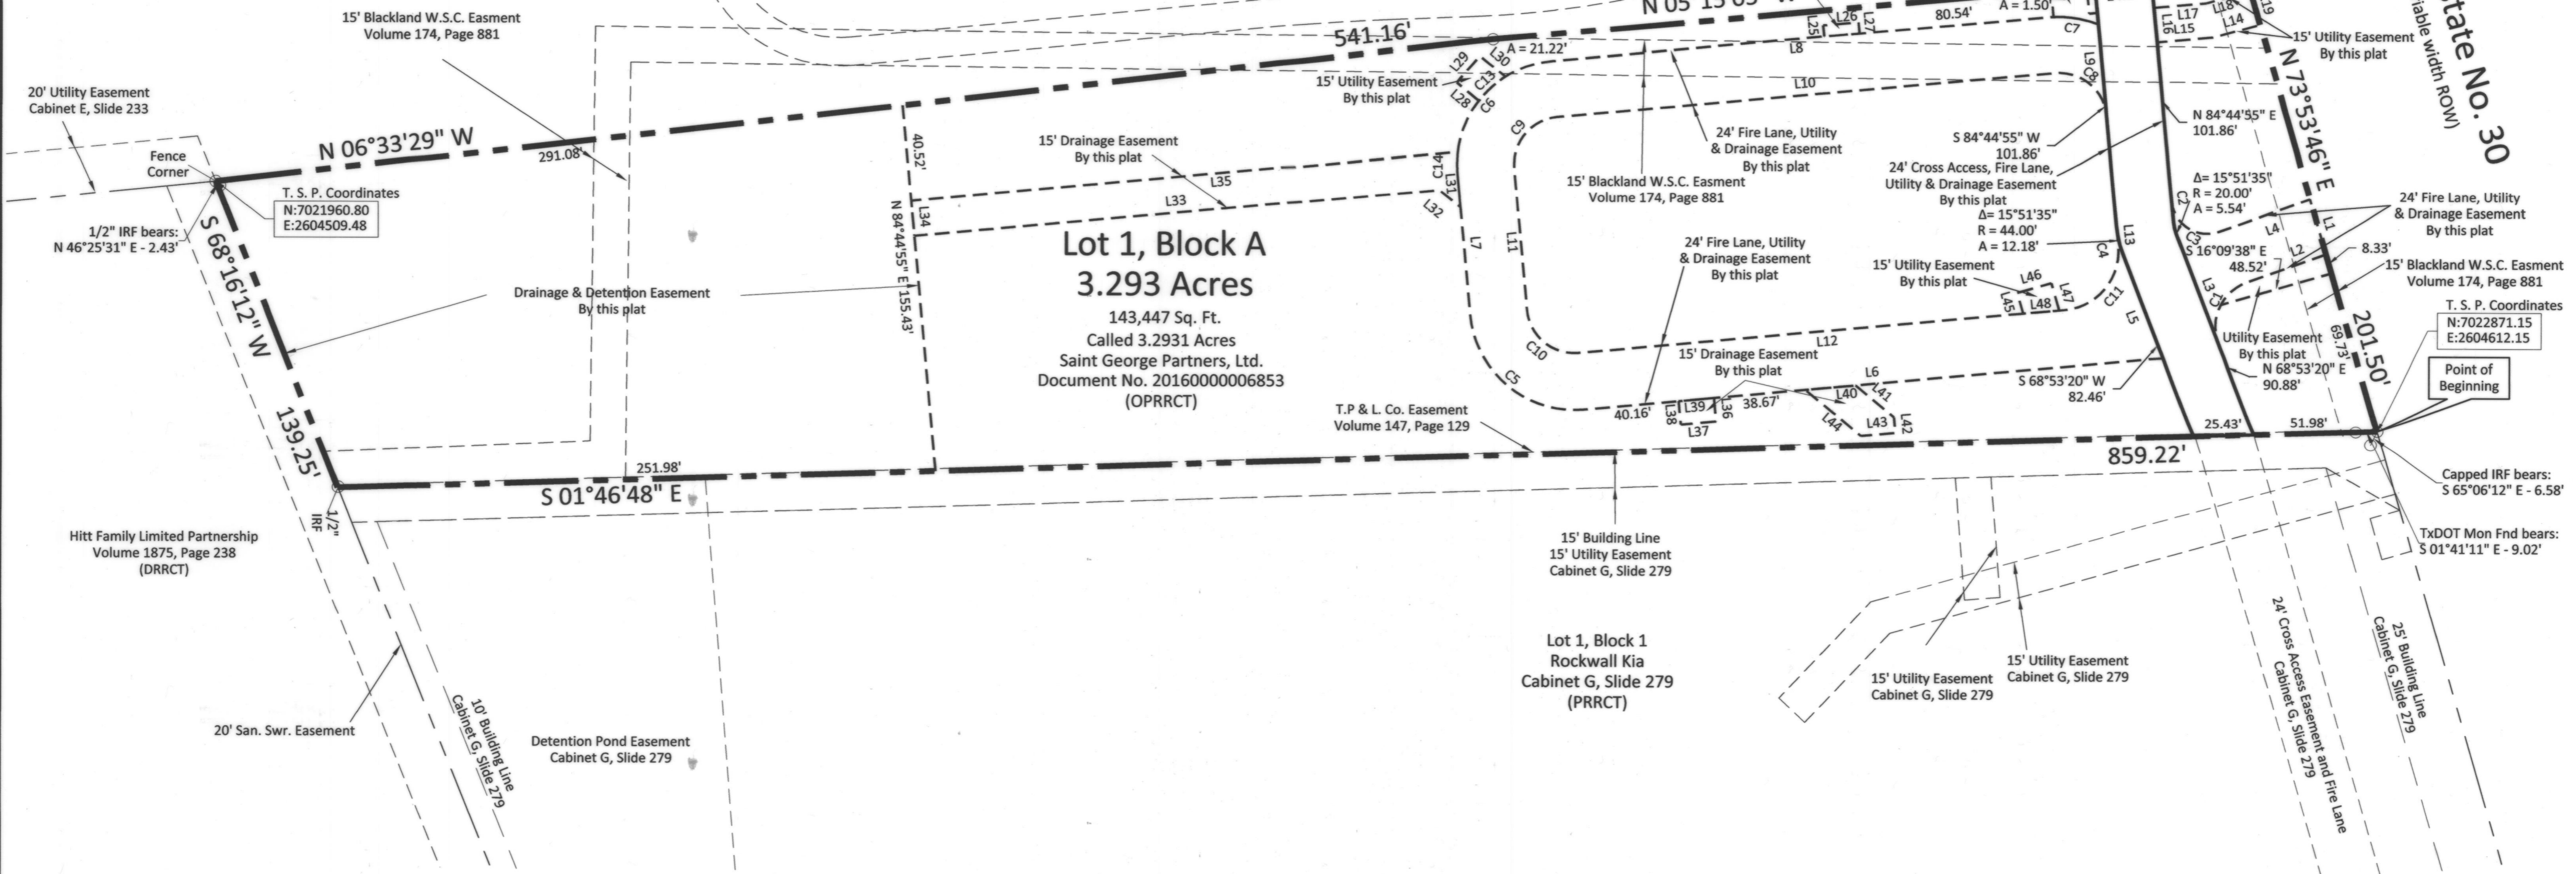 15' Blackland W.S.C. Easment
Volume 174, Page 881
20' Utility Easement
Cabinet E, Slide 233
Fence
Corner
N 06°33'29" W
291.08'
541.16'
A = 21.22'
T. S. P. Coordinates
N:7021960.80
E:2604509.48
1/2" IRF bears:
N 46°25'31" E - 2.43'
S 68°16'12" W
139.25'
1/2"
IRF
Hitt Family Limited Partnership
Volume 1875, Page 238
(DRRCT)
Drainage & Detention Easement
By this plat
251.98'
S 01°46'48" E
20' San. Swr. Easement
10' Building Line
Cabinet G, Slide 279
Detention Pond Easement
Cabinet G, Slide 279
40.52'
L34
N 84°44'55" E 155.43'
15' Drainage Easement
By this plat
L35
L33
C14
L31
L32
L7
Lot 1, Block A
3.293 Acres
143,447 Sq. Ft.
Called 3.2931 Acres
Saint George Partners, Ltd.
Document No. 20160000006853
(OPRRCT)
15' Utility Easement
By this plat
L29
L30
C13
L28
C6
L25
L26
L27
L8
80.54'
A = 1.50'
C7
L10
L9
C8
C9
L11
C10
C5
24' Fire Lane, Utility
& Drainage Easement
By this plat
15' Blackland W.S.C. Easment
Volume 174, Page 881
24' Fire Lane, Utility
& Drainage Easement
By this plat
S 84°44'55" W
101.86'
24' Cross Access, Fire Lane,
Utility & Drainage Easement
By this plat
Δ= 15°51'35"
R = 44.00'
A = 12.18'
N 84°44'55" E
101.86'
Δ= 15°51'35"
R = 20.00'
A = 5.54'
15' Utility Easement
By this plat
L46
L45
L48
L47
C11
C4
L13
L5
L12
15' Drainage Easement
By this plat
L6
40.16'
L38
L39
L36
L37
38.67'
L40
L41
L44
L43
L42
T.P & L. Co. Easement
Volume 147, Page 129
S 68°53'20" W
82.46'
L16
L17
L15
L18
L14
L19
15' Utility Easement
By this plat
N 73°53'46" E
201.50'
C2
C3
L4
L1
L2
L3
8.33'
S 16°09'38" E
48.52'
24' Fire Lane, Utility
& Drainage Easement
By this plat
15' Blackland W.S.C. Easment
Volume 174, Page 881
Utility Easement
By this plat
N 68°53'20" E
90.88'
69.73'
T. S. P. Coordinates
N:7022871.15
E:2604612.15
Point of
Beginning
25.43'
51.98'
859.22'
Capped IRF bears:
S 65°06'12" E - 6.58'
TxDOT Mon Fnd bears:
S 01°41'11" E - 9.02'
15' Building Line
15' Utility Easement
Cabinet G, Slide 279
Lot 1, Block 1
Rockwall Kia
Cabinet G, Slide 279
(PRRCT)
15' Utility Easement
Cabinet G, Slide 279
15' Utility Easement
Cabinet G, Slide 279
24' Cross Access Easement and Fire Lane
Cabinet G, Slide 279
25' Building Line
Cabinet G, Slide 279
No. 30
width ROW)